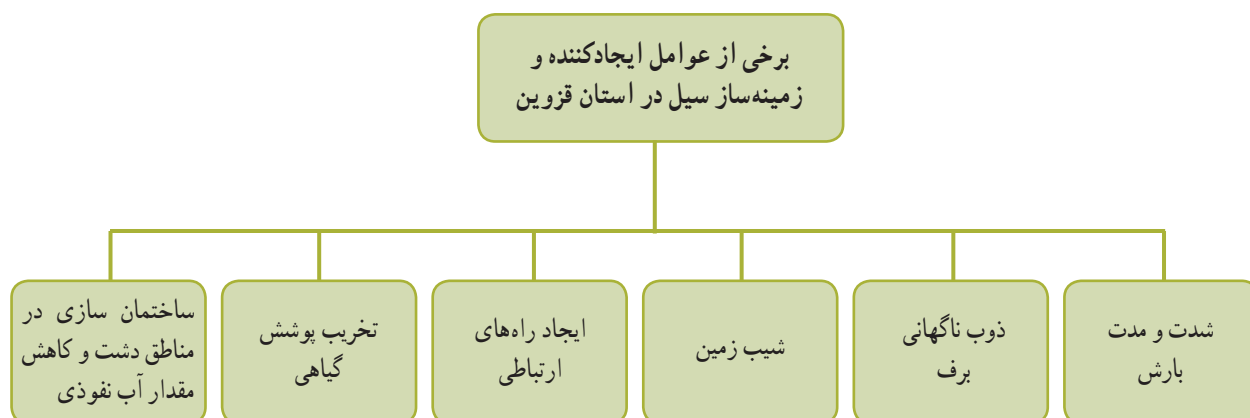 برخی از عوامل ایجادکننده و
زمینه‌ساز سیل در استان قزوین
شدت و مدت
بارش
ذوب ناگهانی
برف
شیب زمین
ایجاد راه‌های
ارتباطی
تخریب پوشش
گیاهی
ساختمان سازی در
مناطق دشت و کاهش
مقدار آب نفوذی